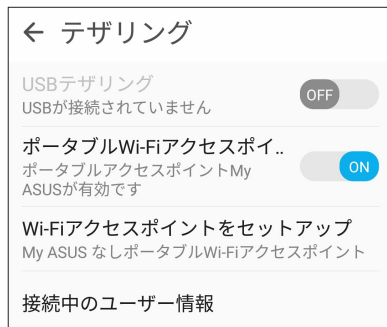 ← テザリング
USBテザリング
USBが接続されていません
OFF
ポータブルWi-Fiアクセスポイ..
ポータブルアクセスポイントMy
ASUSが有効です
ON
Wi-Fiアクセスポイントをセットアップ
My ASUS なしポータブルWi-Fiアクセスポイント
接続中のユーザー情報